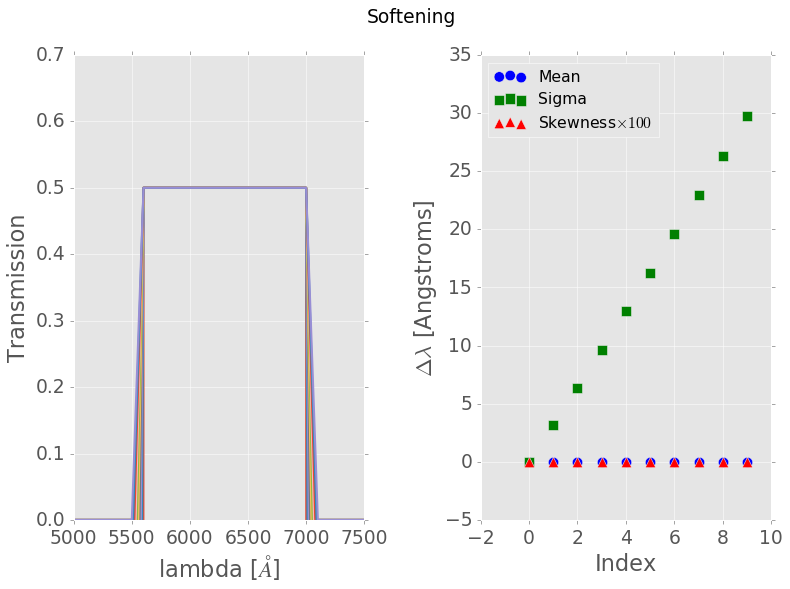 Softening
0.7
0.6
0.5
0.4
0.3
0.2
0.1
0.0
5000 5500 6000 6500 7000 7500
lambda [Å]
Transmission
35
30
25
20
15
10
5
0
−5
−2 0 2 4 6 8 10
Index
Δλ [Angstroms]
Mean
Sigma
Skewness×100